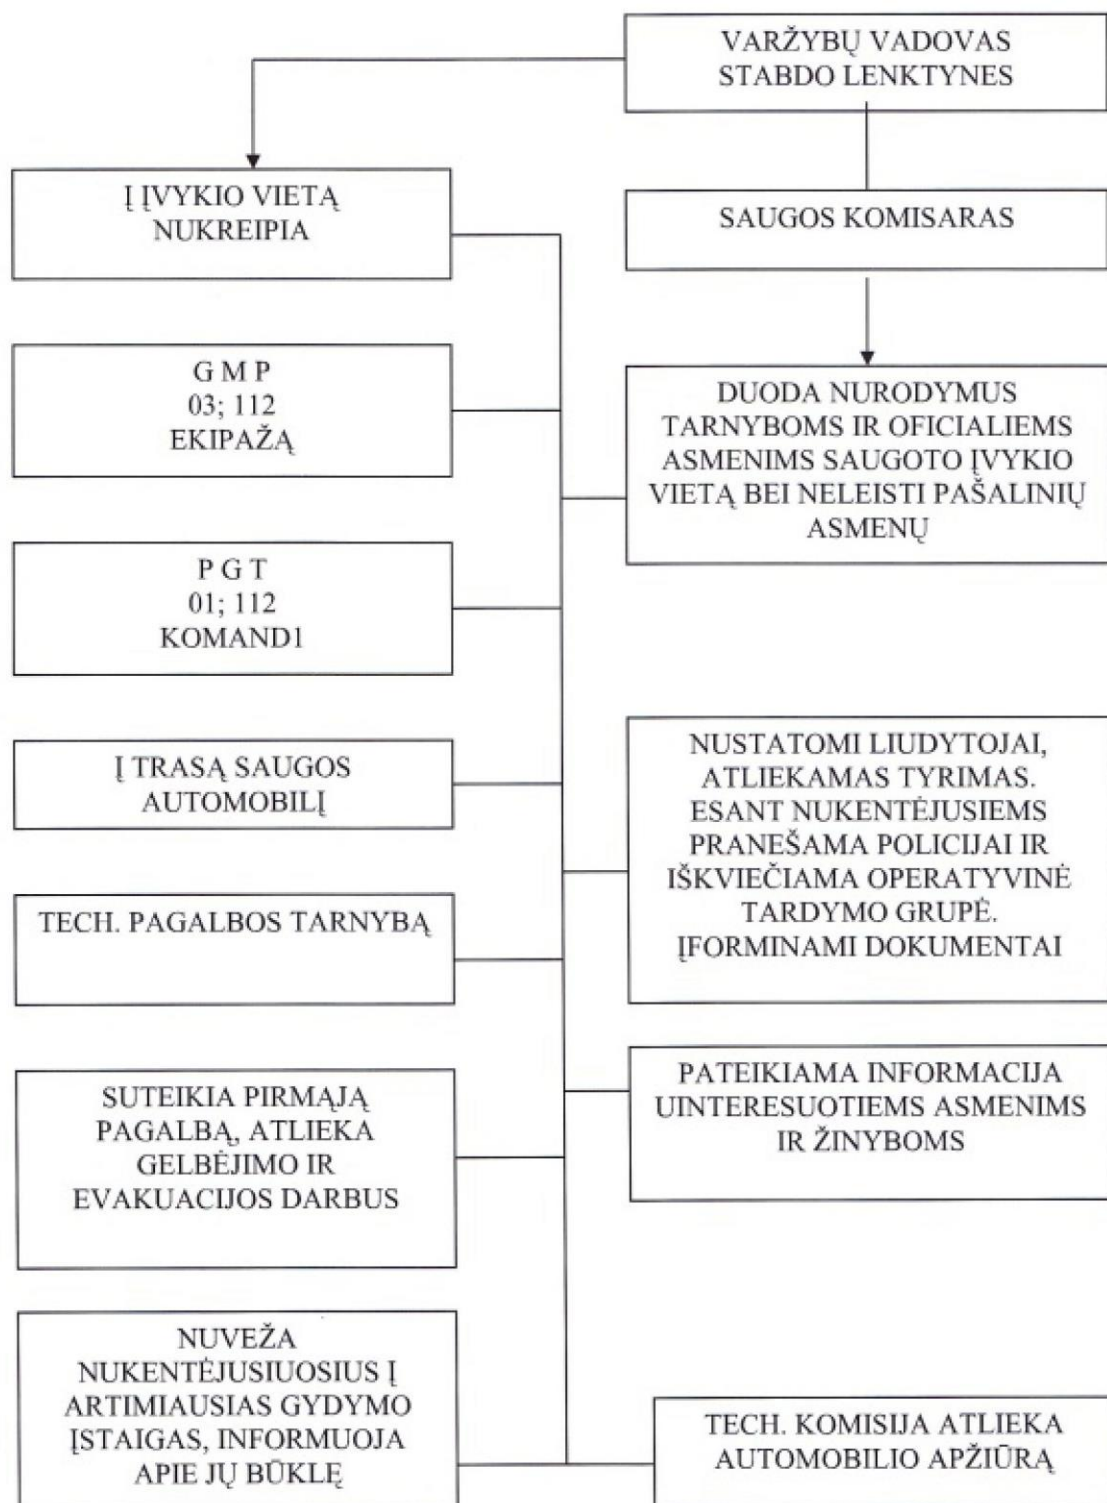 VARŽYBŲ VADOVAS
STABDO LENKTYNES
Į ĮVYKIO VIETĄ
NUKREIPIA
SAUGOS KOMISARAS
G M P
03; 112
EKIPAŽĄ
DUODA NURODYMUS
TARNYBOMS IR OFICIALIEMS
ASMENIMS SAUGOTO ĮVYKIO
VIETĄ BEI NELEISTI PAŠALINIŲ
ASMENŲ
P G T
01; 112
KOMAND1
Į TRASĄ SAUGOS
AUTOMOBILĮ
NUSTATOMI LIUDYTOJAI,
ATLIEKAMAS TYRIMAS.
ESANT NUKENTĖJUSIEMS
PRANEŠAMA POLICIJAI IR
IŠKVIEČIAMA OPERATYVINĖ
TARDYMO GRUPĖ.
ĮFORMINAMI DOKUMENTAI
TECH. PAGALBOS TARNYBĄ
SUTEIKIA PIRMĄJĄ
PAGALBĄ, ATLIEKA
GELBĖJIMO IR
EVAKUACIJOS DARBUS
PATEIKIAMA INFORMACIJA
UINTERESUOTIEMS ASMENIMS
IR ŽINYBOMS
NUVEŽA
NUKENTĖJUSIUOSIUS Į
ARTIMIAUSIAS GYDYMO
ĮSTAIGAS, INFORMUOJA
APIE JŲ BŪKLĘ
TECH. KOMISIJA ATLIEKA
AUTOMOBILIO APŽIŪRĄ